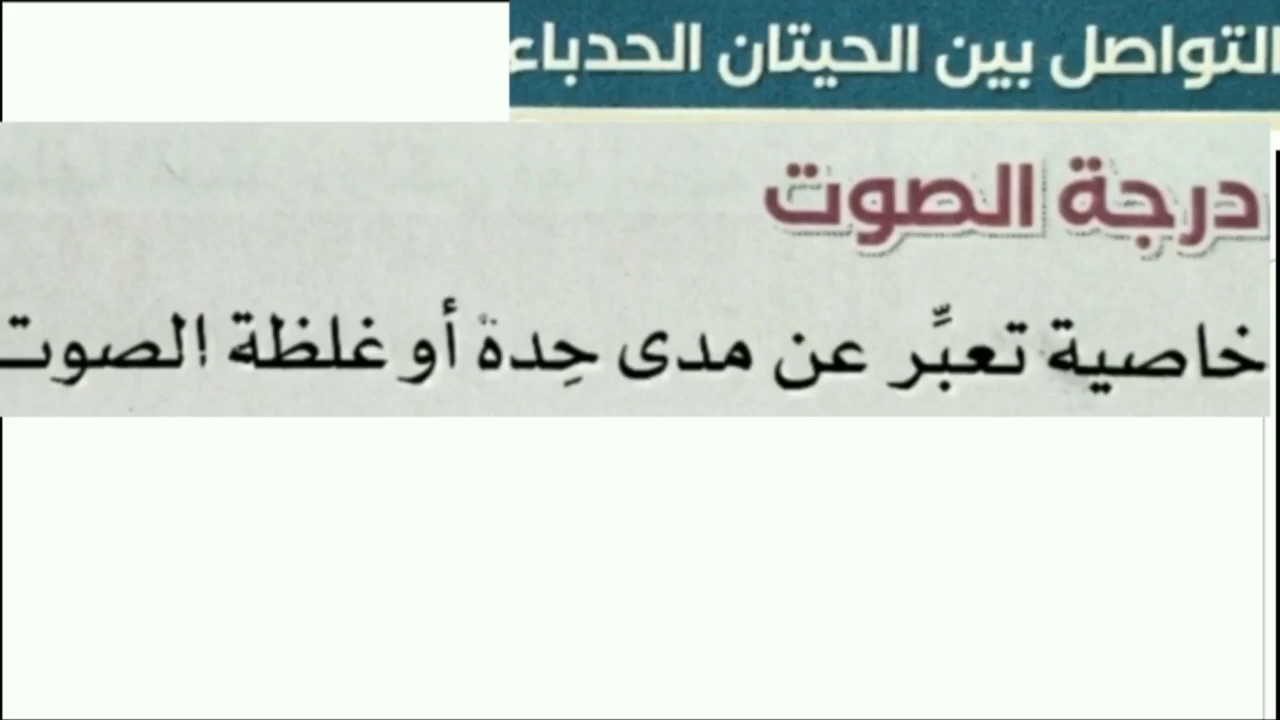 التواصل بين الحيتان الحدباء
درجة الصوت
خاصية تعبِّر عن مدى حِدة أو غلظة الصوت